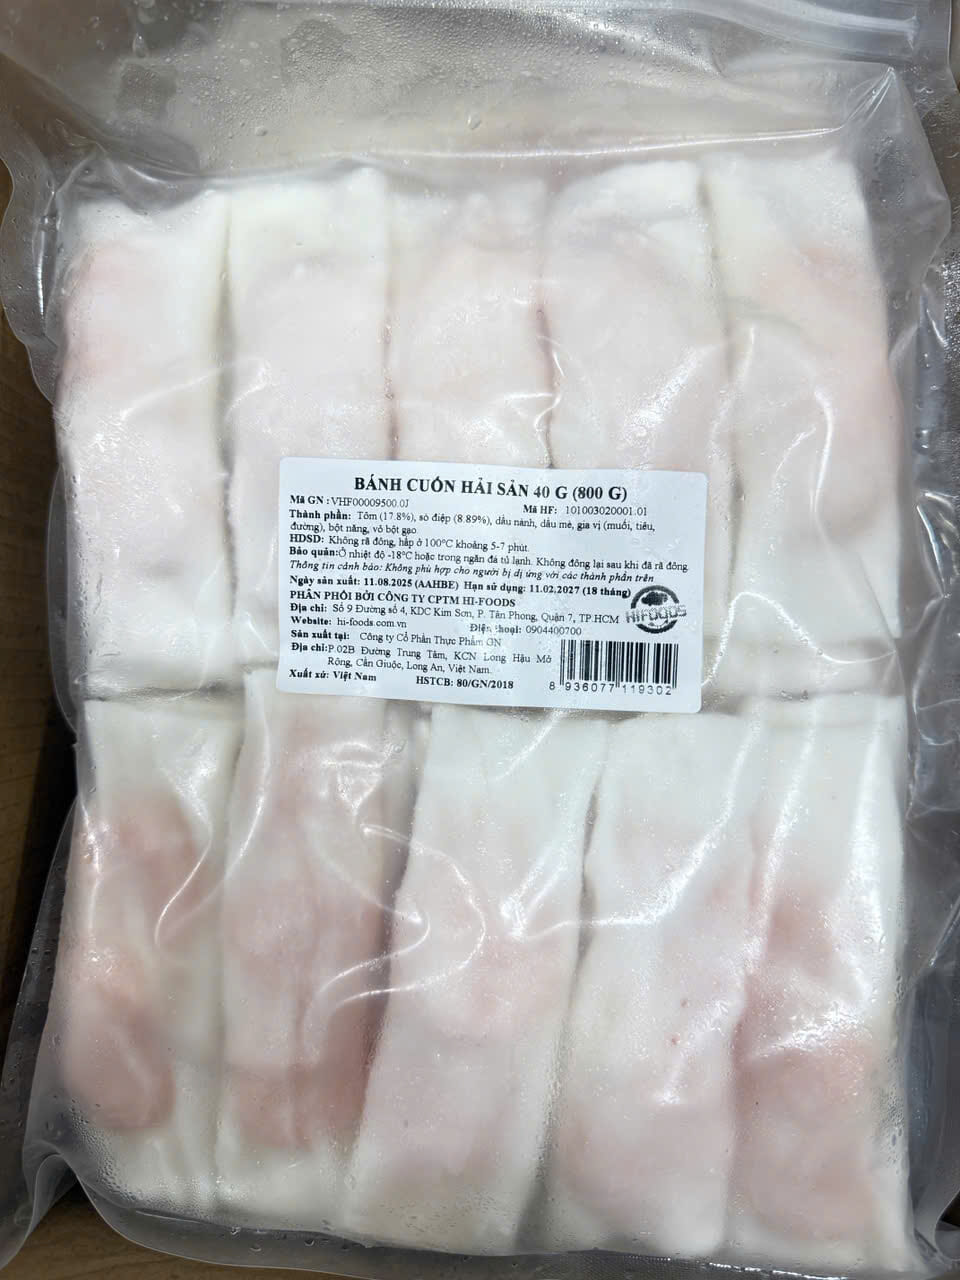 BÁNH CUỐN HẢI SẢN 40 G (800 G)
Mã GN : VHF00009500.0J Mã HF: 101003020001.01
Thành phần: Tôm (17.8%), sò điệp (8.89%), dầu nành, dầu mè, gia vị (muối, tiêu,
đường), bột năng, vỏ bột gạo
HDSD: Không rã đông, hấp ở 100°C khoảng 5-7 phút.
Bảo quản:Ở nhiệt độ -18°C hoặc trong ngăn đá tủ lạnh. Không đông lại sau khi đã rã đông.
Thông tin cảnh báo: Không phù hợp cho người bị dị ứng với các thành phần trên
Ngày sản xuất: 11.08.2025 (AAHBE) Hạn sử dụng: 11.02.2027 (18 tháng)
PHÂN PHỐI BỞI CÔNG TY CPTM HI-FOODS
Địa chỉ: Số 9 Đường số 4, KDC Kim Sơn, P. Tân Phong, Quận 7, TP.HCM
HIFOODS
Website: hi-foods.com.vn Điện thoại: 0904400700
Sản xuất tại: Công ty Cổ Phần Thực Phẩm GN
Địa chỉ:P.02B Đường Trung Tâm, KCN Long Hậu Mở
Rộng, Cần Giuộc, Long An, Việt Nam.
Xuất xứ: Việt Nam HSTCB: 80/GN/2018
8 936077 119302